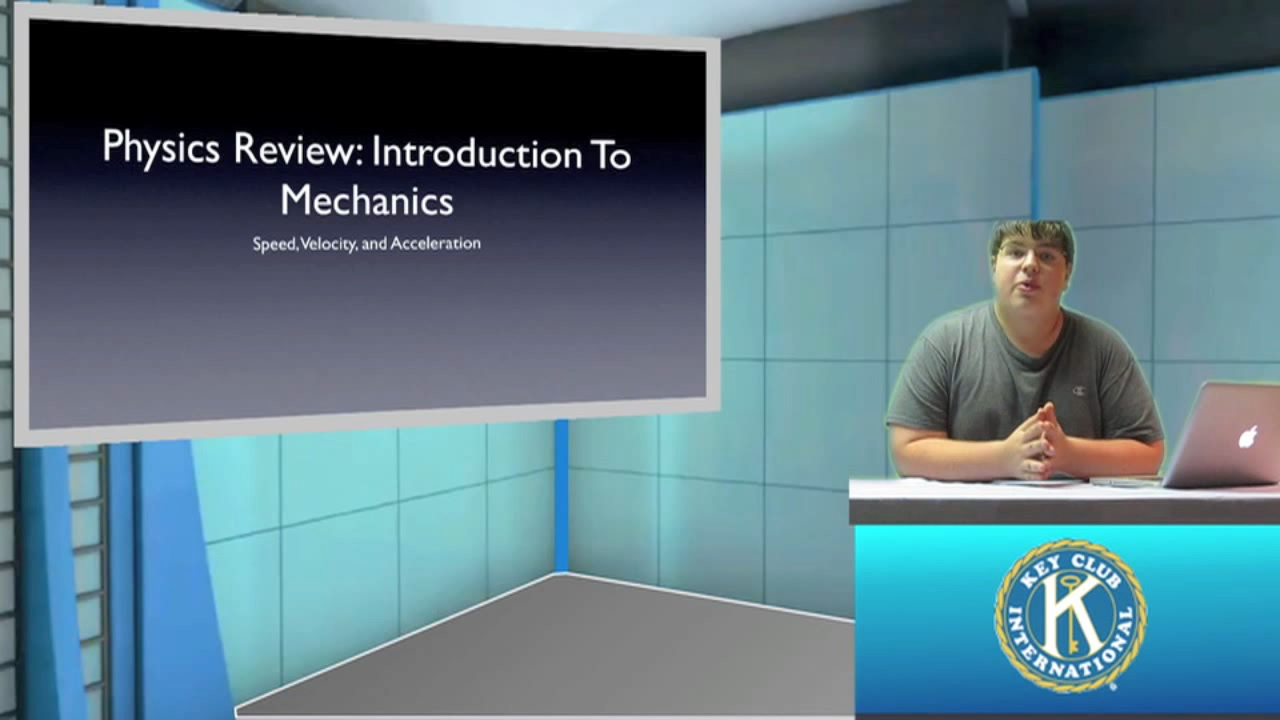 Physics Review: Introduction To
Mechanics
Speed, Velocity, and Acceleration
KEY CLUB
K
INTERNATIONAL